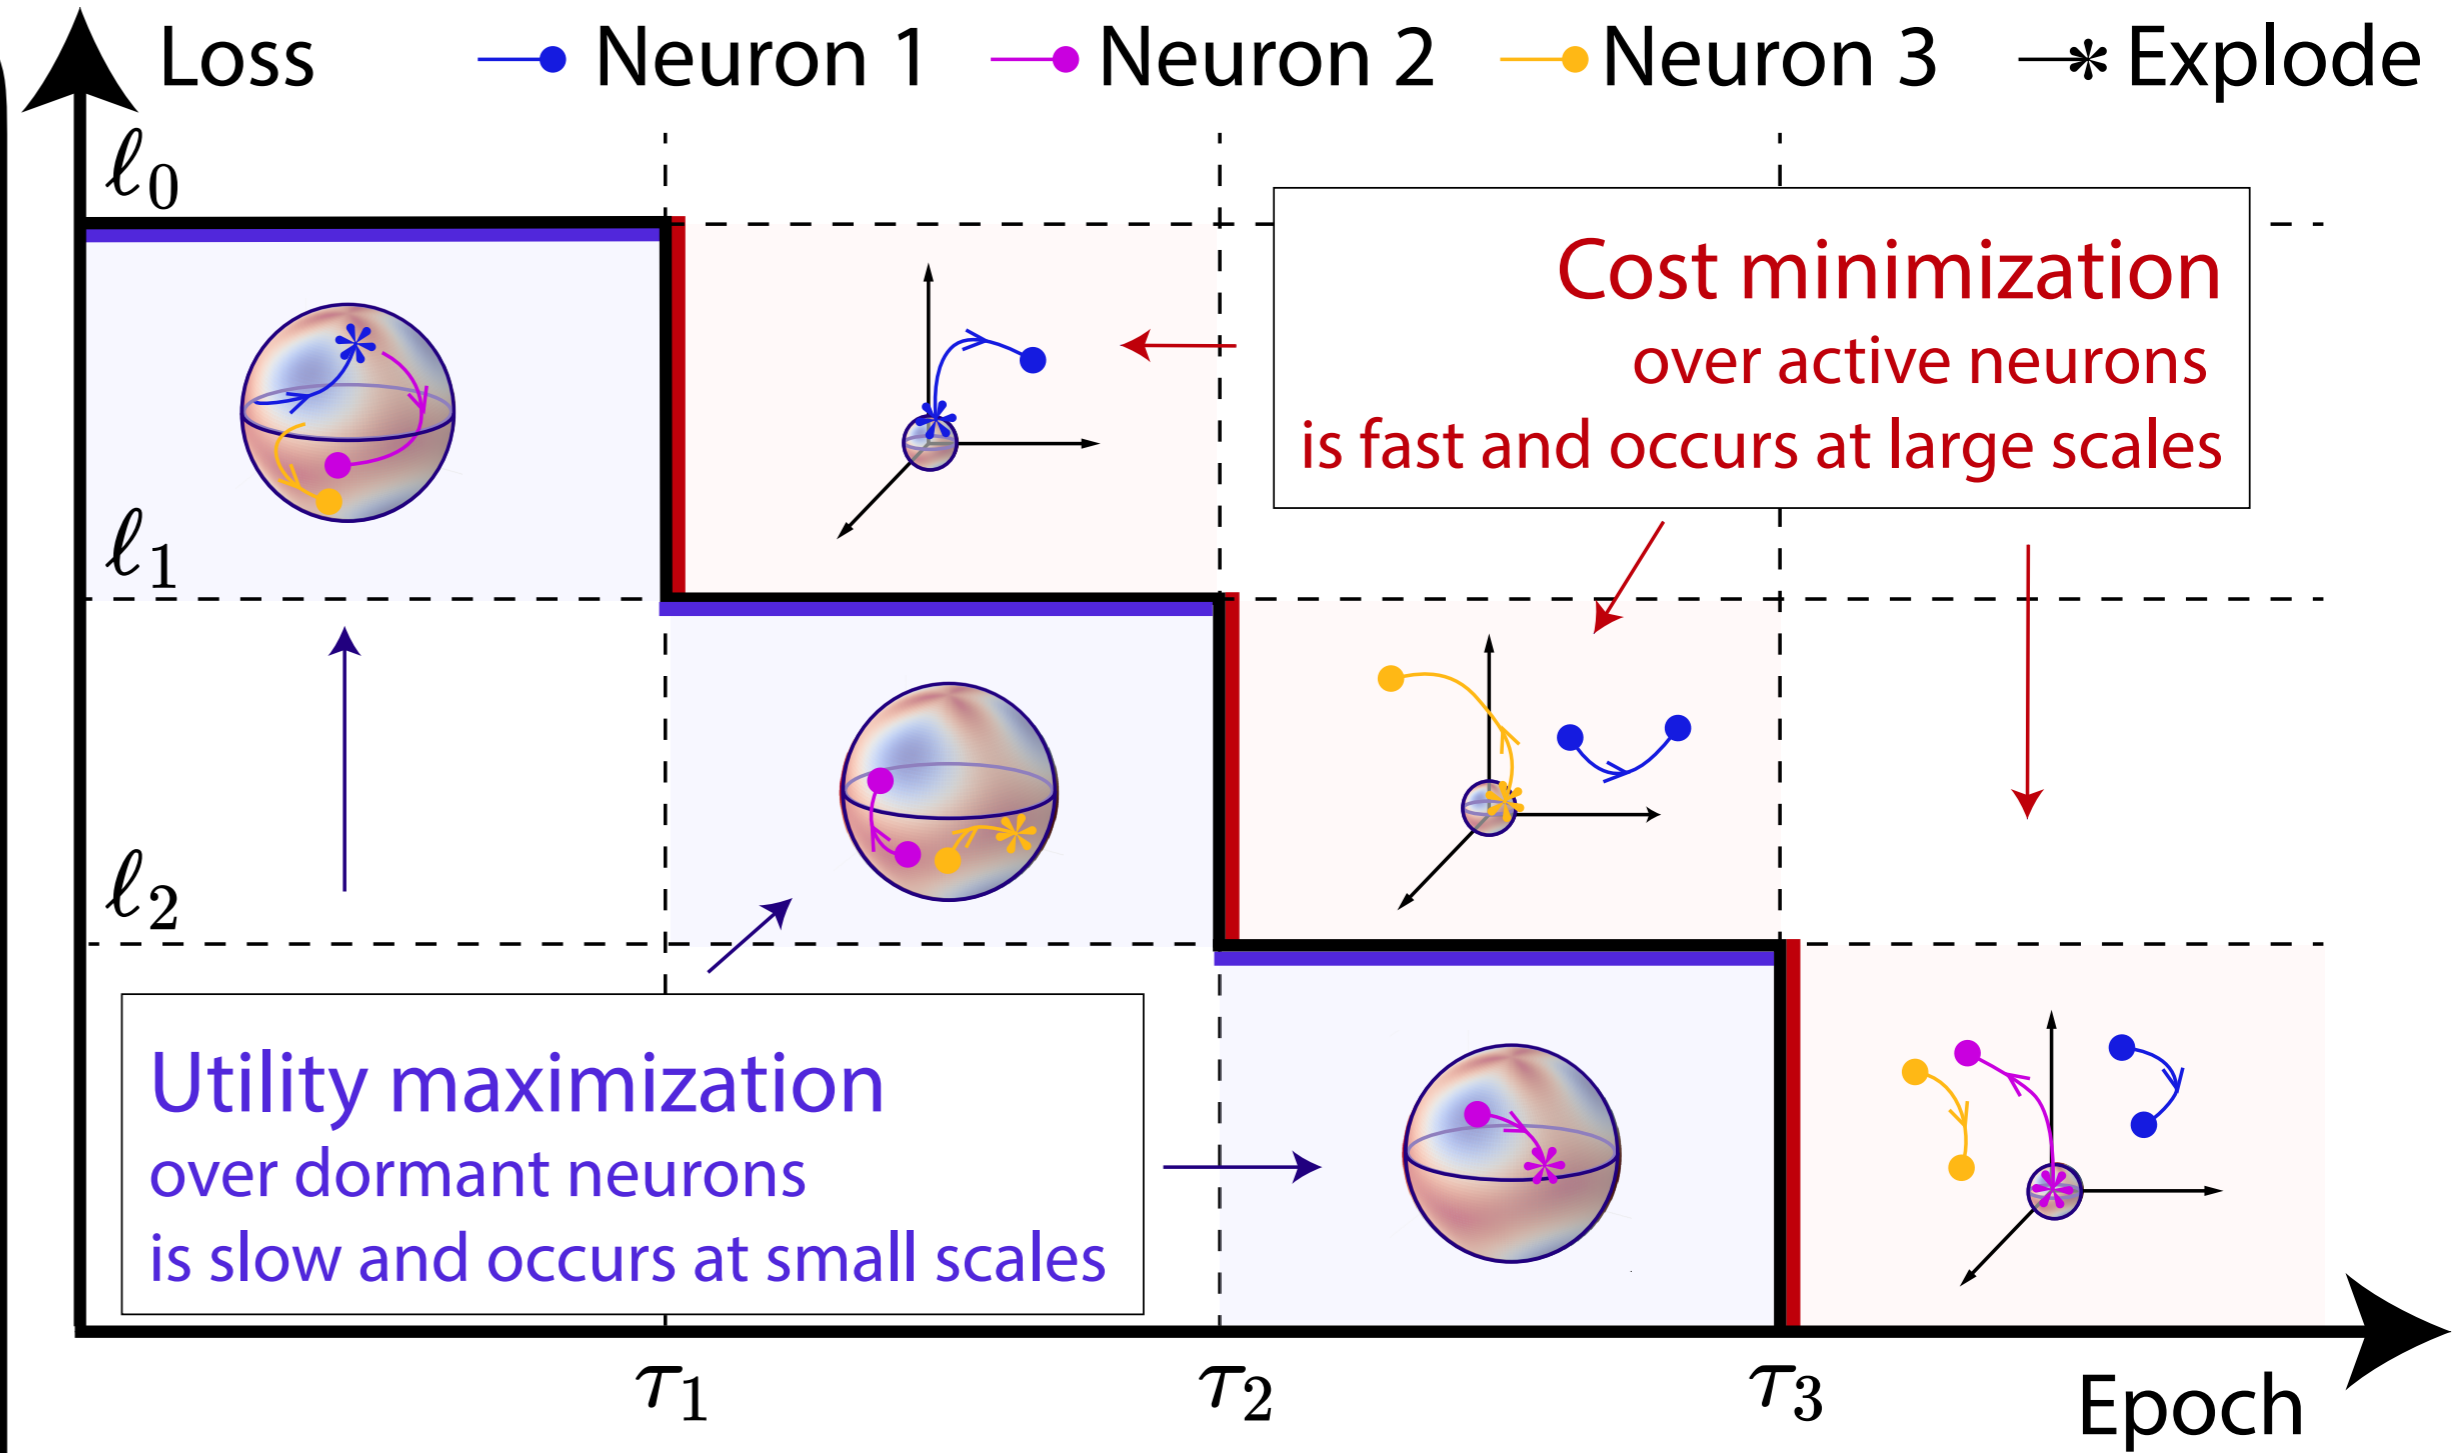 Loss Neuron 1 Neuron 2 Neuron 3 Explode
ℓ0
Cost minimization
over active neurons
is fast and occurs at large scales
ℓ1
ℓ2
Utility maximization
over dormant neurons
is slow and occurs at small scales
τ1 τ2 τ3 Epoch